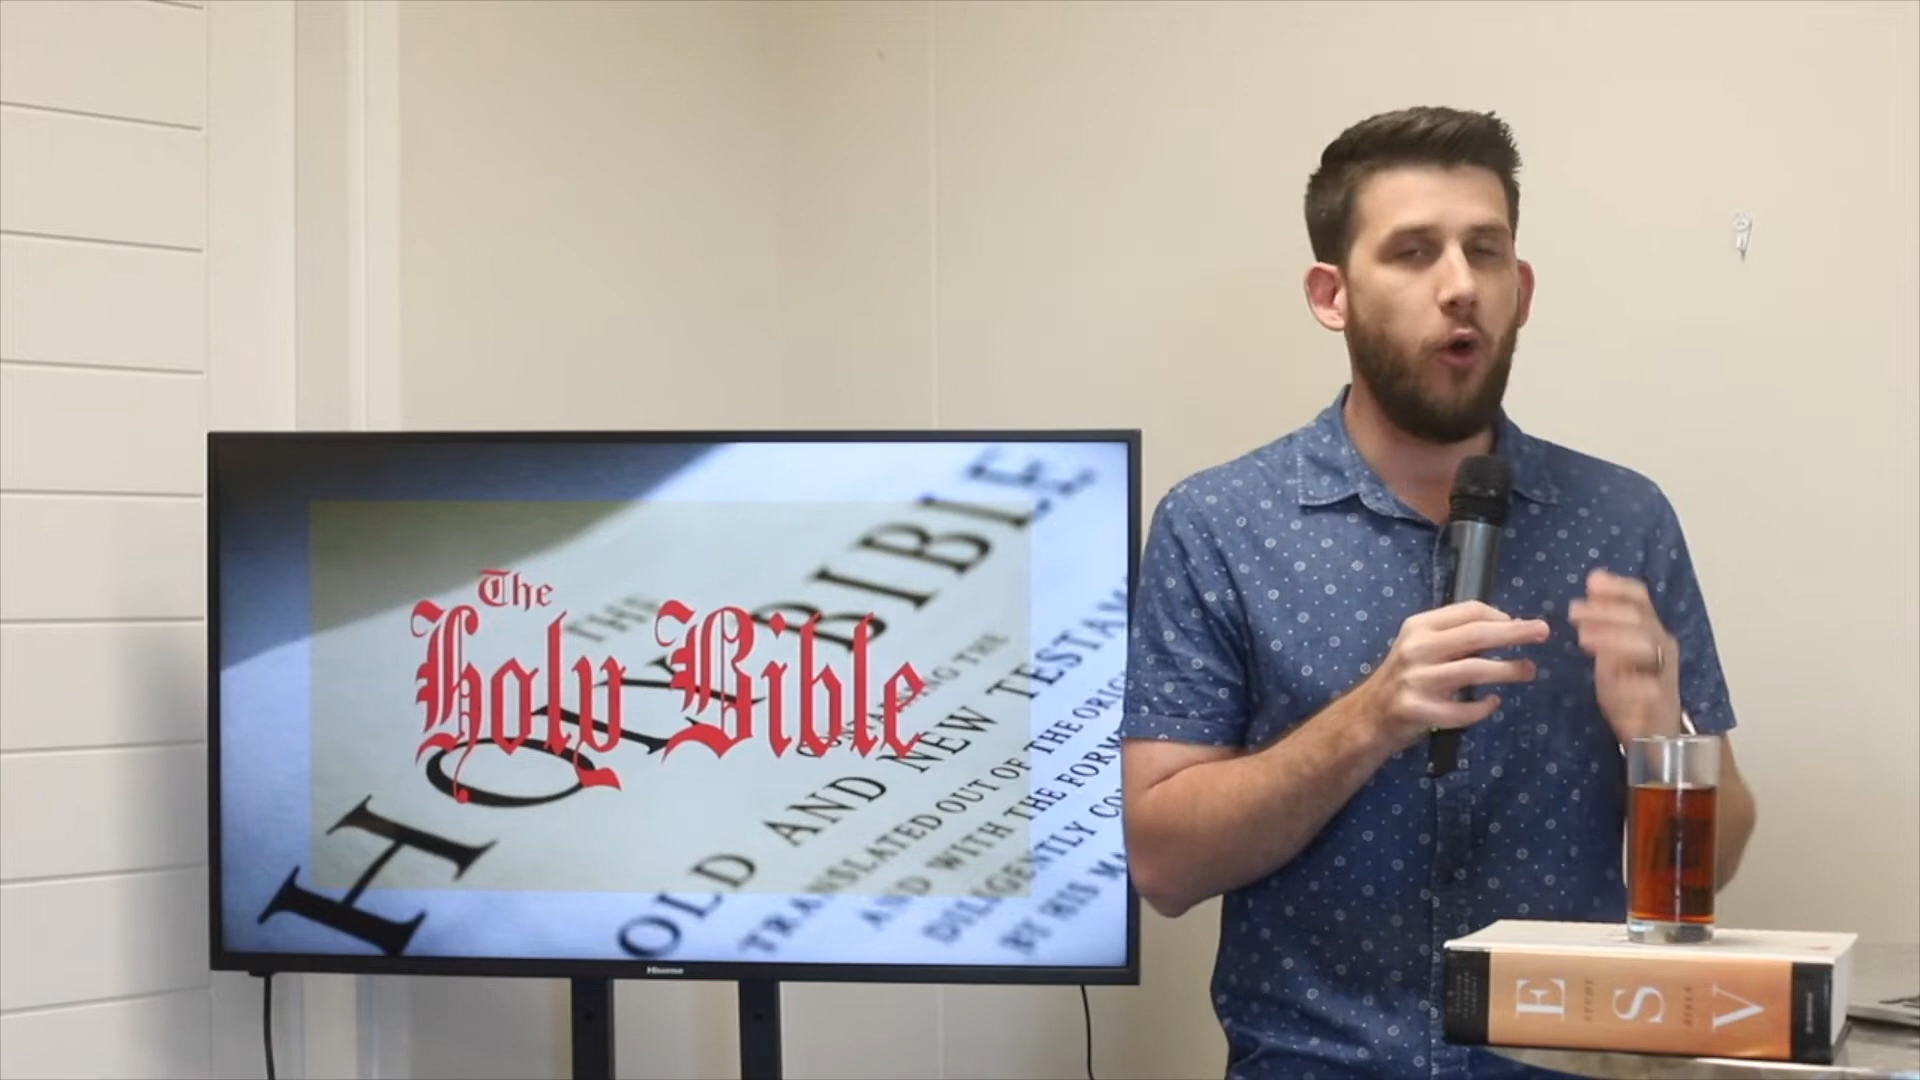 The
Holy Bible
THE
HOLY BIBLE
CONTAINING THE
OLD AND NEW TESTAM
TRANSLATED OUT OF THE ORIG
AND WITH THE FORM
DILIGENTLY CO
BY HIS MA
Hisense
E STUDY S BIBLE V